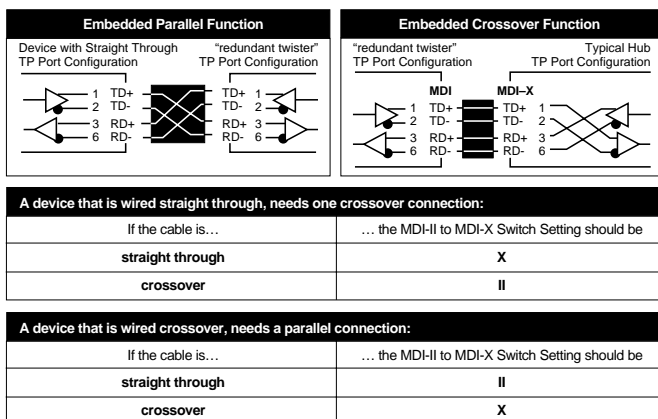 Embedded Parallel Function
Device with Straight Through
TP Port Configuration
“redundant twister”
TP Port Configuration
1 TD+ TD+ 1
2 TD- TD- 2
3 RD+ RD+ 3
6 RD- RD- 6
Embedded Crossover Function
“redundant twister”
TP Port Configuration
Typical Hub
TP Port Configuration
MDI MDI–X
1 TD+ TD+ 1
2 TD- TD- 2
3 RD+ RD+ 3
6 RD- RD- 6
A device that is wired straight through, needs one crossover connection:
If the cable is… … the MDI-II to MDI-X Switch Setting should be
straight through X
crossover II
A device that is wired crossover, needs a parallel connection:
If the cable is… … the MDI-II to MDI-X Switch Setting should be
straight through II
crossover X